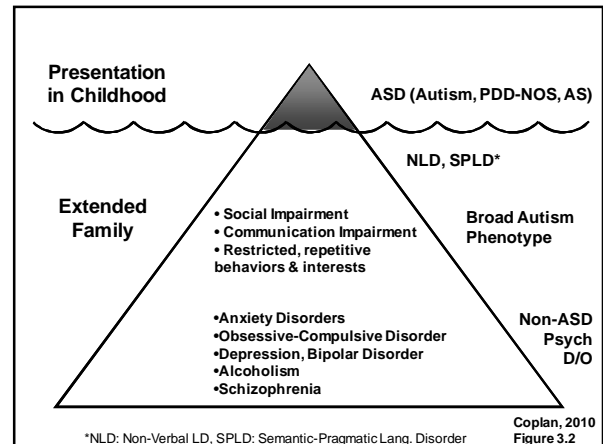 Presentation
in Childhood
ASD (Autism, PDD-NOS, AS)
NLD, SPLD*
Extended
Family
• Social Impairment
• Communication Impairment
• Restricted, repetitive
behaviors & interests
Broad Autism
Phenotype
•Anxiety Disorders
•Obsessive-Compulsive Disorder
•Depression, Bipolar Disorder
•Alcoholism
•Schizophrenia
Non-ASD
Psych
D/O
*NLD: Non-Verbal LD, SPLD: Semantic-Pragmatic Lang. Disorder
Coplan, 2010
Figure 3.2